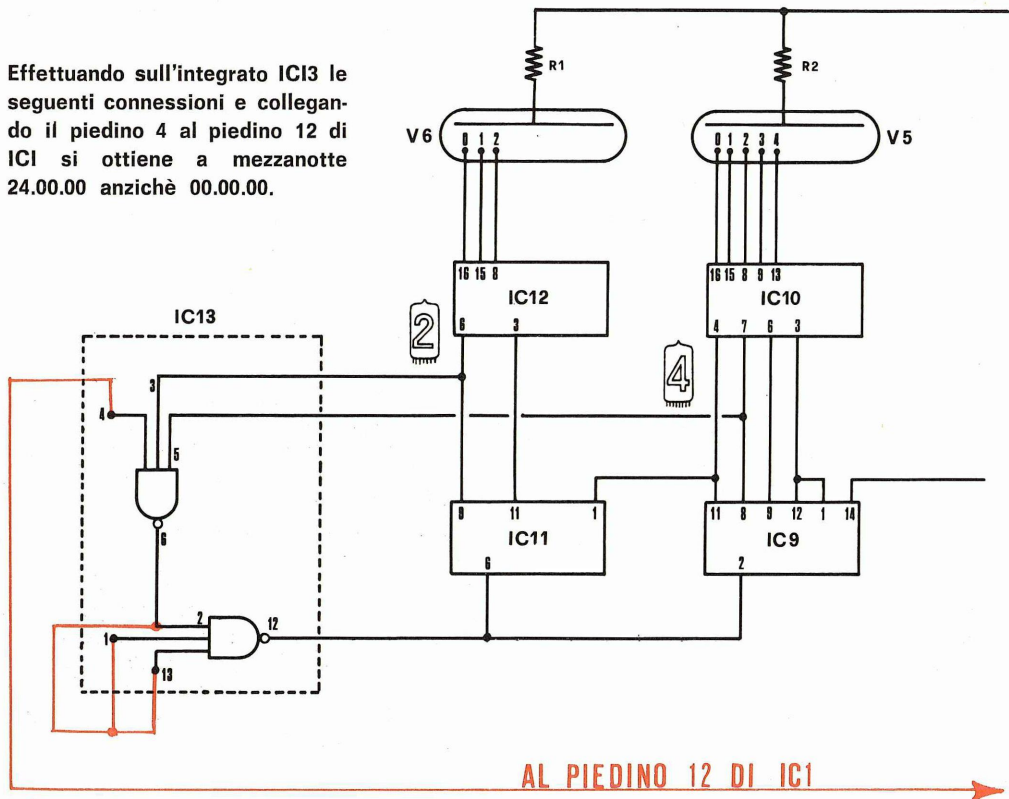 Effettuando sull'integrato ICI3 le
seguenti connessioni e collegan-
do il piedino 4 al piedino 12 di
ICI si ottiene a mezzanotte
24.00.00 anzichè 00.00.00.
R1
R2
V6
0 1 2
V5
0 1 2 3 4
16 15 8
IC12
6 3
16 15 8 9 13
IC10
4 7 6 3
2
4
IC13
3
4
5
6
2
1
12
13
9 11 1
IC11
6
11 8 9 12 1 14
IC9
2
AL PIEDINO 12 DI IC1